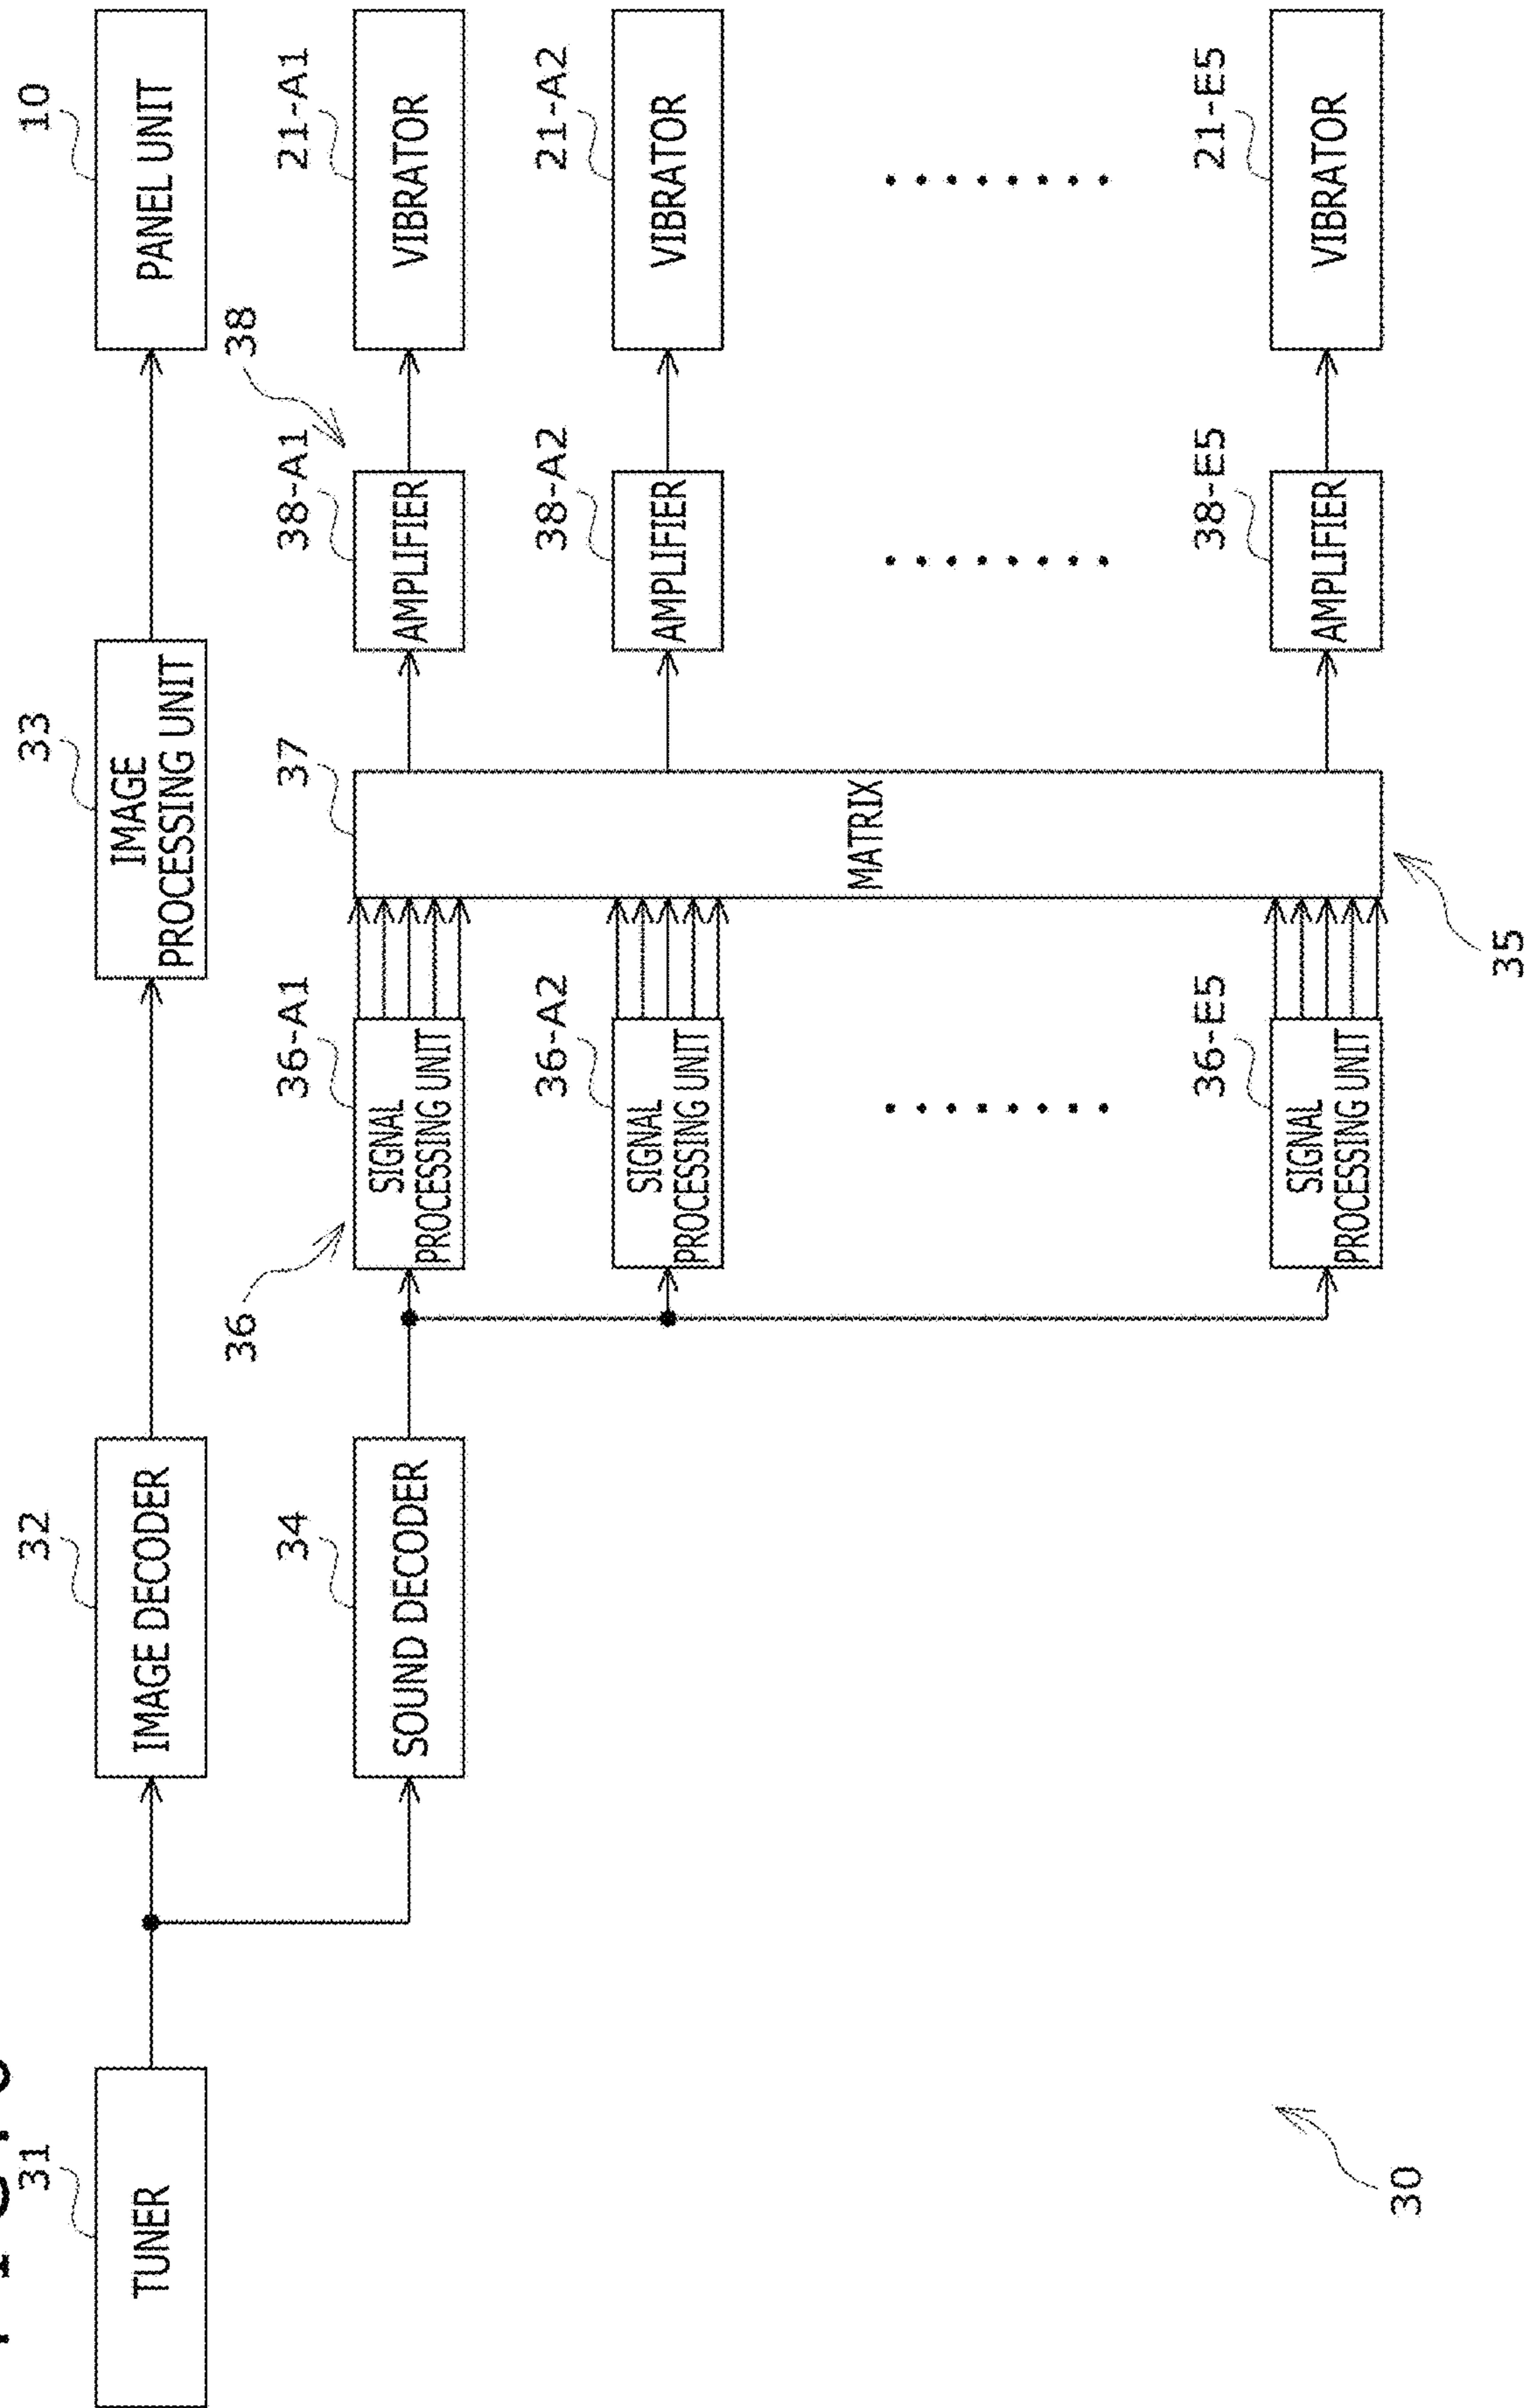 31
TUNER
32
IMAGE DECODER
33
IMAGE
PROCESSING UNIT
10
PANEL UNIT
34
SOUND DECODER
36
36-A1
SIGNAL
PROCESSING UNIT
37
MATRIX
38
38-A1
AMPLIFIER
21-A1
VIBRATOR
36-A2
SIGNAL
PROCESSING UNIT
38-A2
AMPLIFIER
21-A2
VIBRATOR
36-E5
SIGNAL
PROCESSING UNIT
38-E5
AMPLIFIER
21-E5
VIBRATOR
35
30